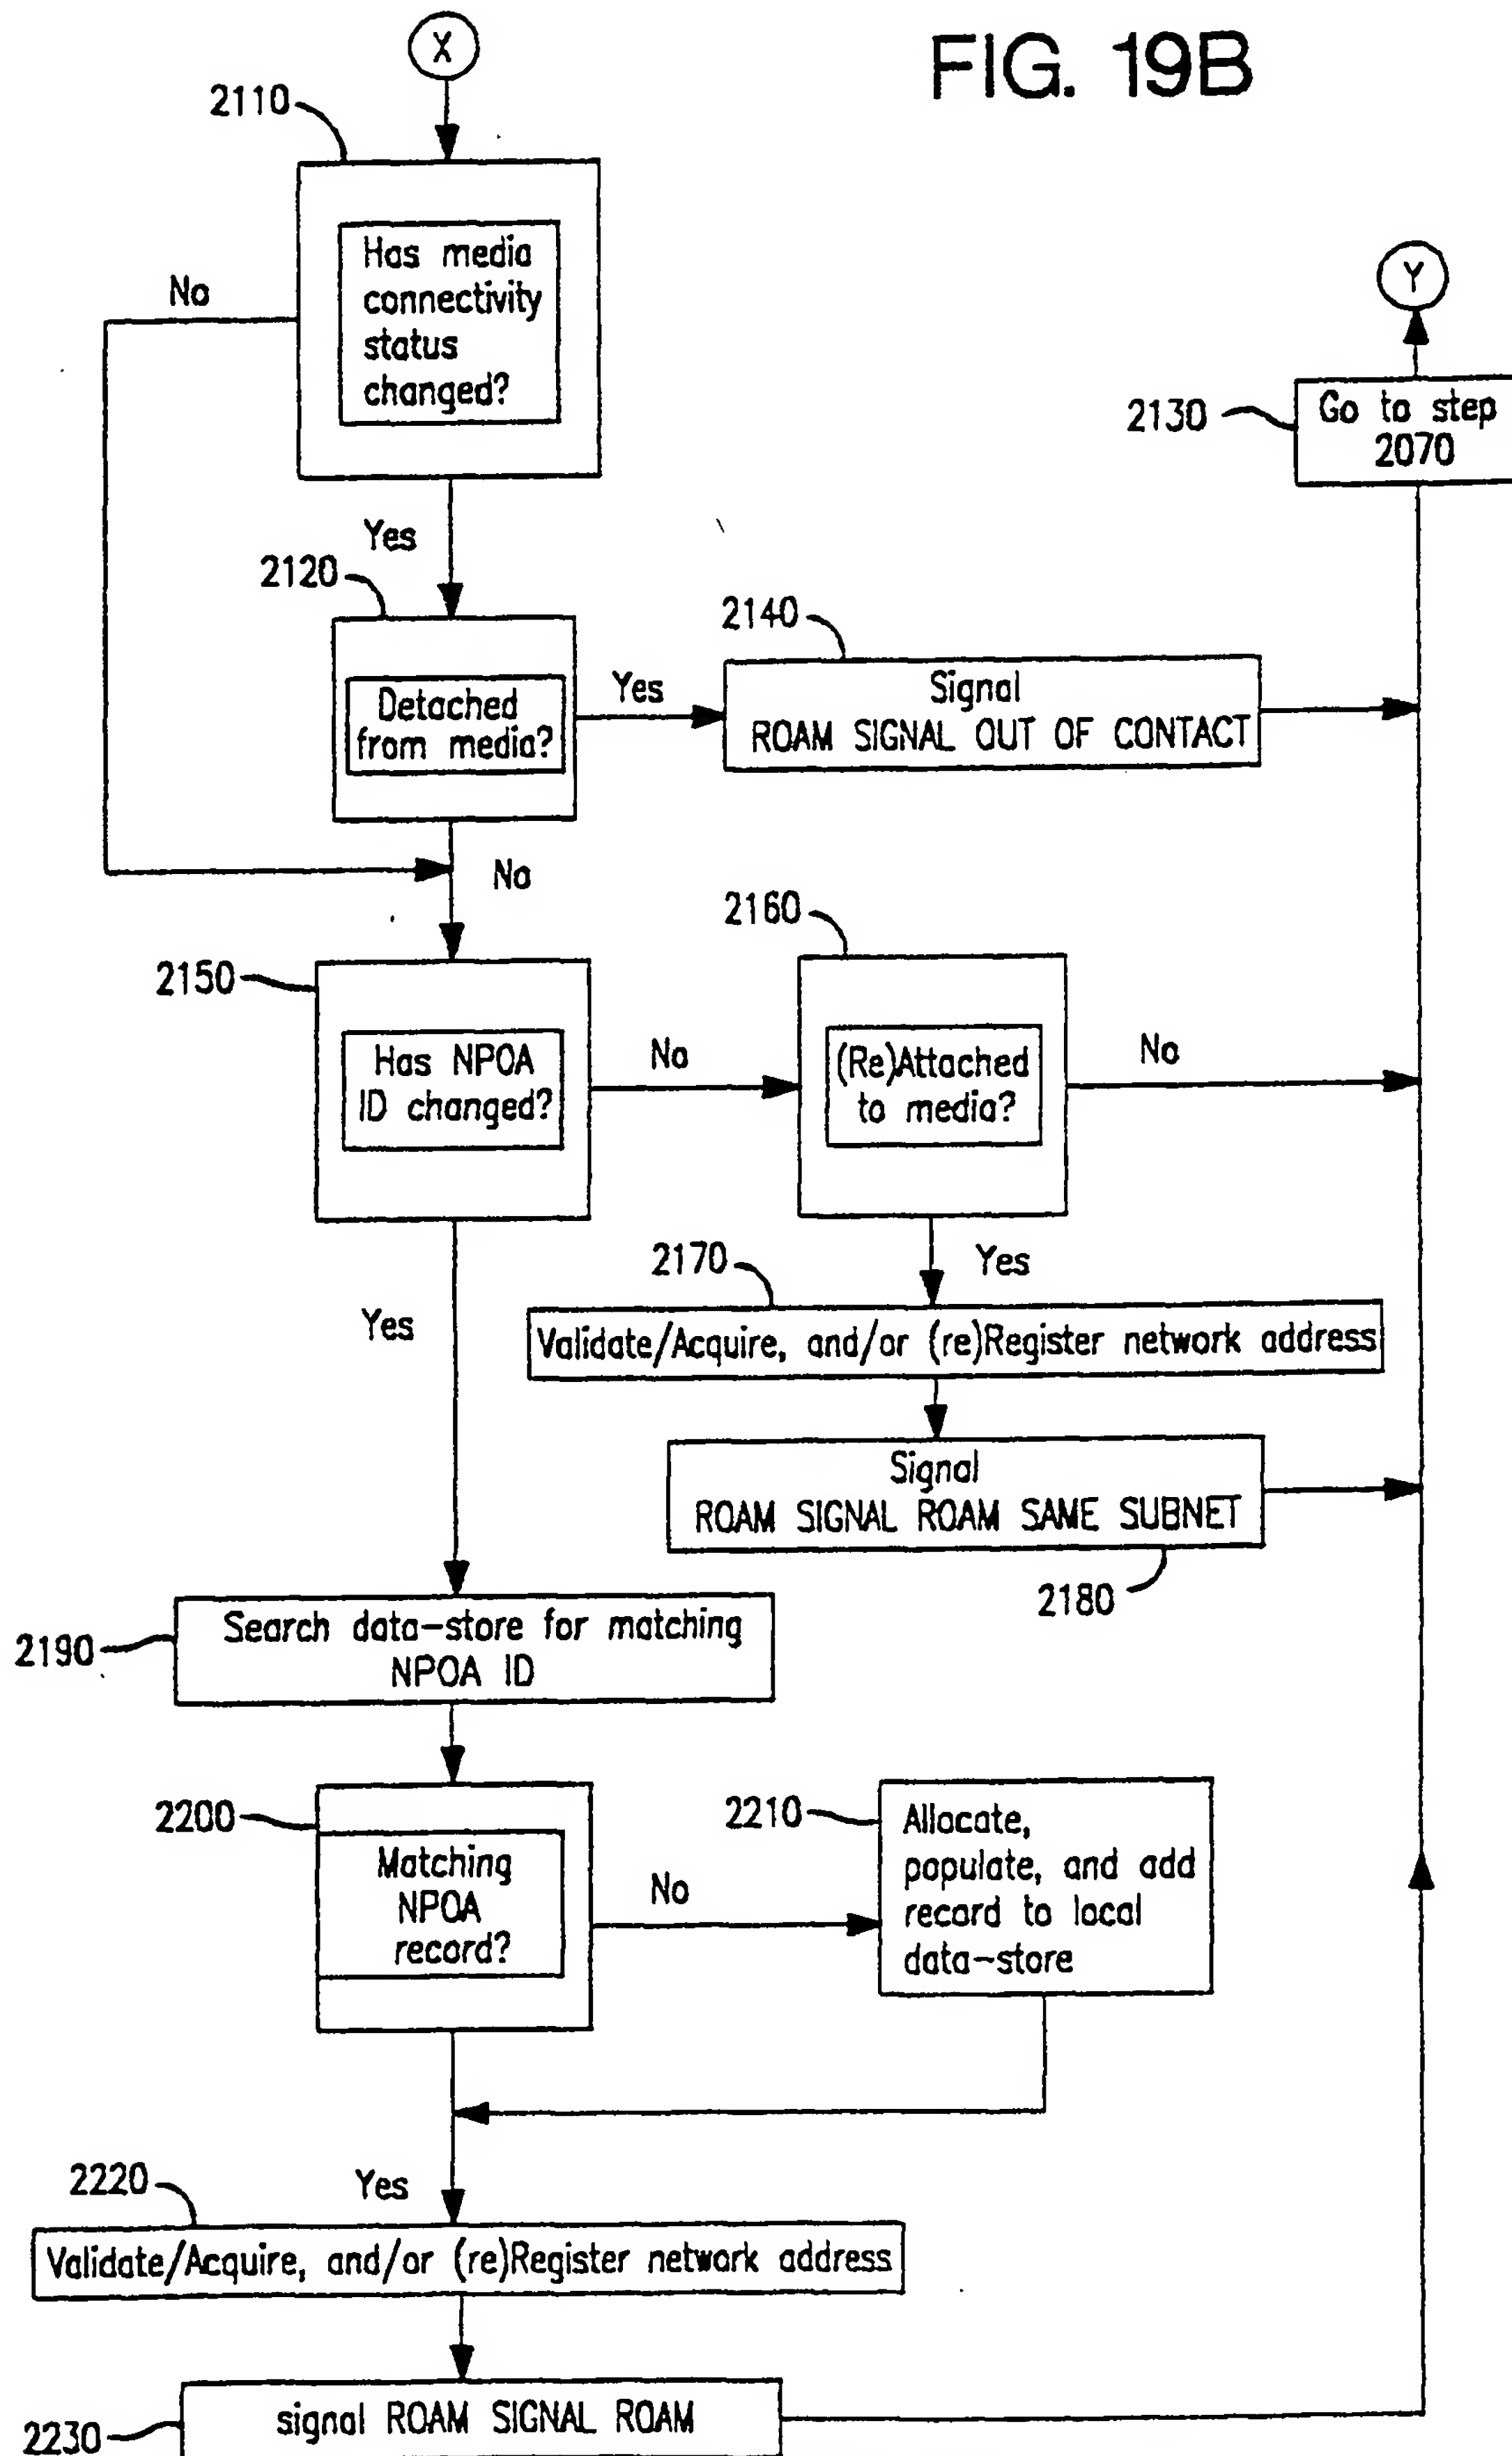 FIG. 19B
X
2110
Has media
connectivity
status
changed?
No
Yes
Y
2130
Go to step
2070
2120
Detached
from media?
Yes
2140
Signal
ROAM SIGNAL OUT OF CONTACT
No
2150
Has NPOA
ID changed?
No
2160
(Re)Attached
to media?
No
Yes
2170
Validate/Acquire, and/or (re)Register network address
Signal
ROAM SIGNAL ROAM SAME SUBNET
2180
Yes
2190
Search data-store for matching
NPOA ID
2200
Matching
NPOA
record?
No
2210
Allocate,
populate, and add
record to local
data-store
Yes
2220
Validate/Acquire, and/or (re)Register network address
2230
signal ROAM SIGNAL ROAM